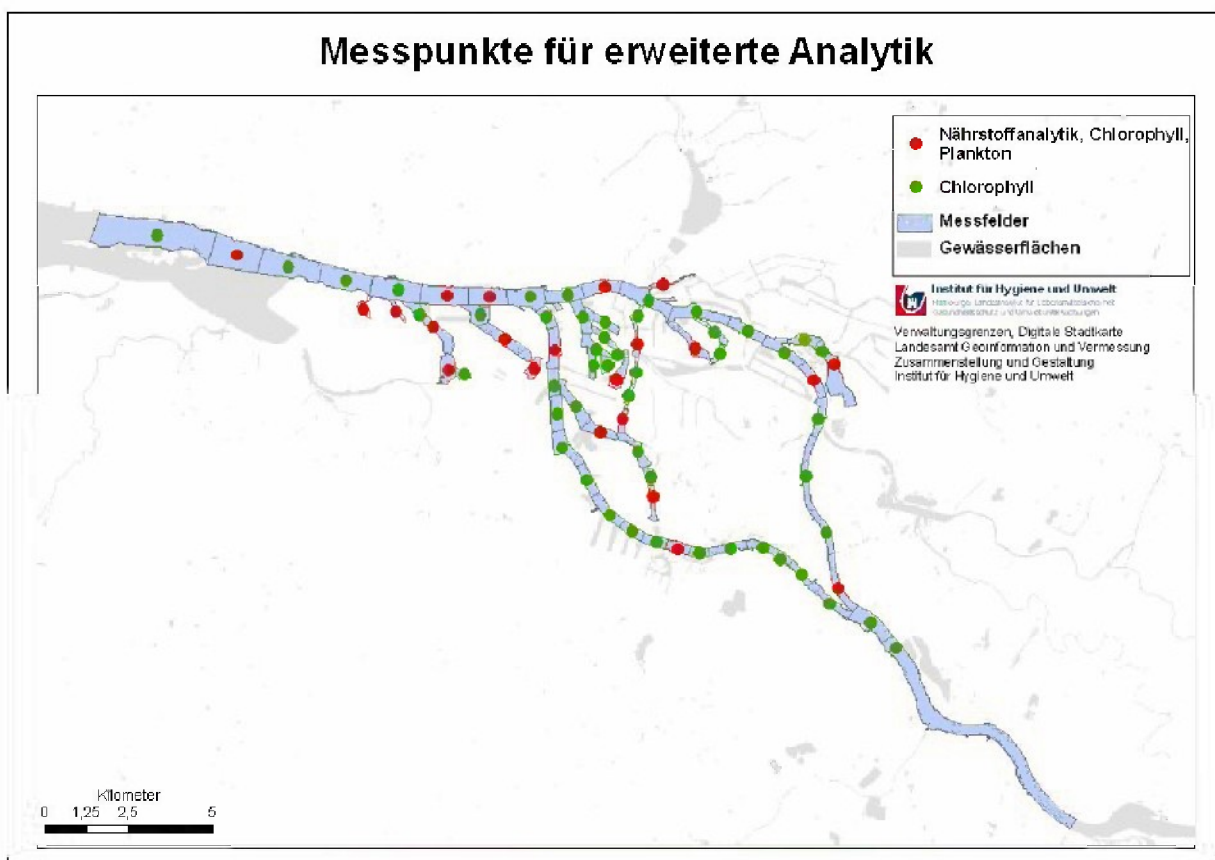 Messpunkte für erweiterte Analytik
Nährstoffanalytik, Chlorophyll,
Plankton
Chlorophyll
Messfelder
Gewässerflächen
Institut für Hygiene und Umwelt
Verwaltungsgrenzen, Digitale Stadtkarte
Landesamt Geoinformation und Vermessung
Zusammenstellung und Gestaltung
Institut für Hygiene und Umwelt
Kilometer
0 1,25 2,5 5